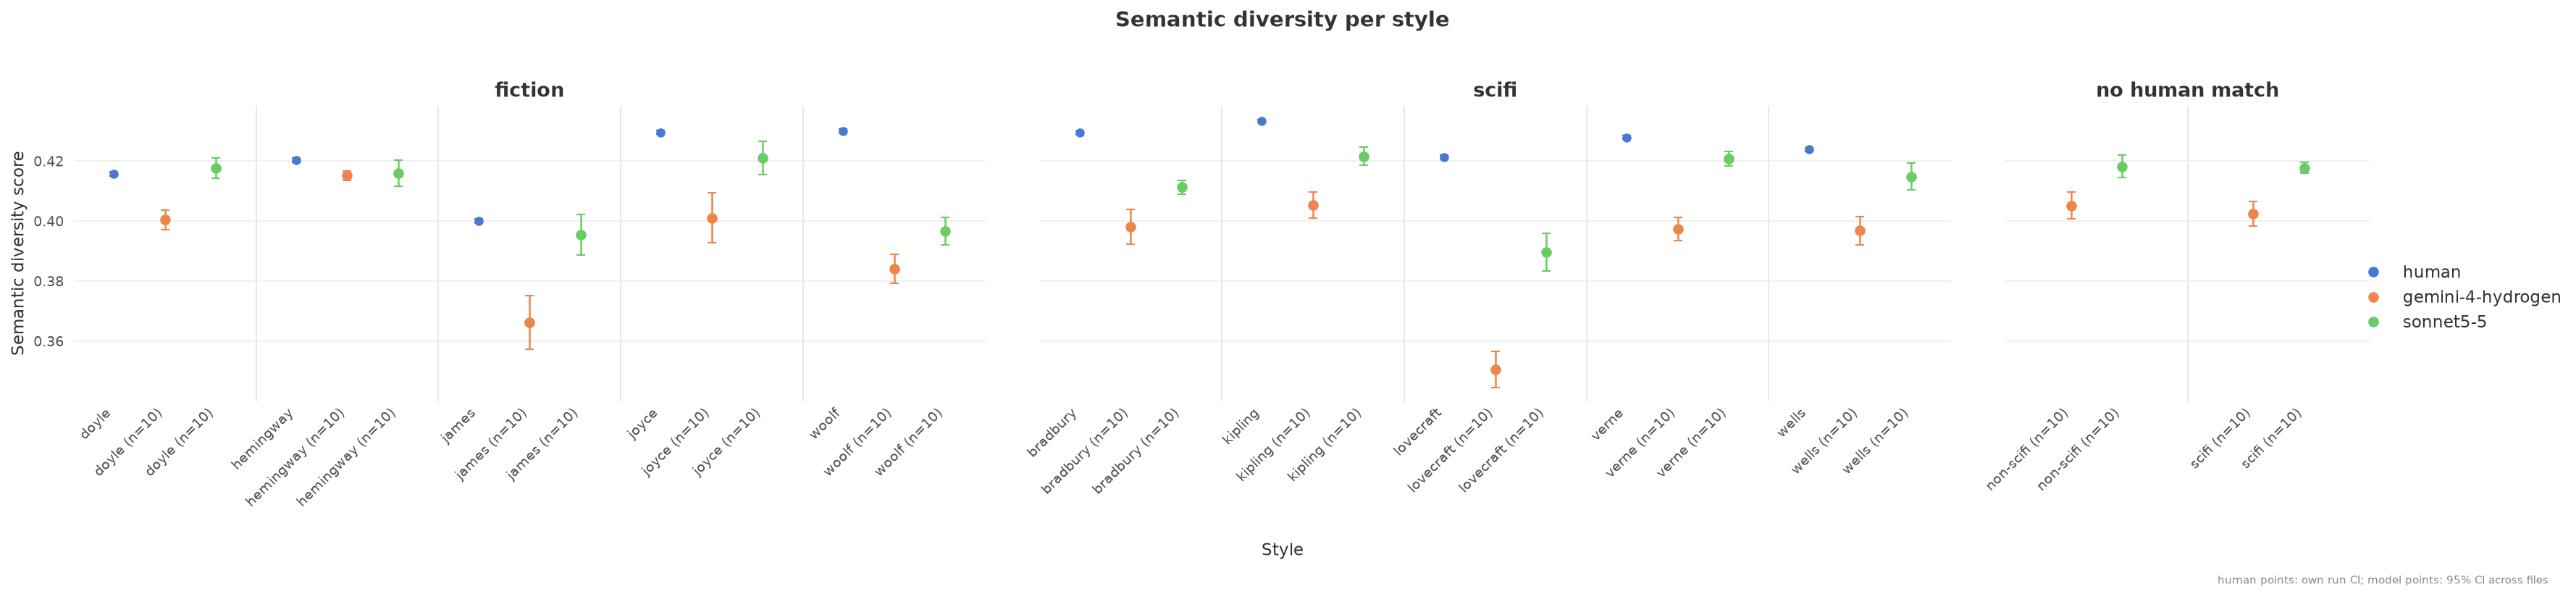 Semantic diversity per style
fiction
scifi
no human match
Semantic diversity score
0.42
0.40
0.38
0.36
human
gemini-4-hydrogen
sonnet5-5
doyle
doyle (n=10)
doyle (n=10)
hemingway
hemingway (n=10)
hemingway (n=10)
james
james (n=10)
james (n=10)
joyce
joyce (n=10)
joyce (n=10)
woolf
woolf (n=10)
woolf (n=10)
bradbury
bradbury (n=10)
bradbury (n=10)
kipling
kipling (n=10)
kipling (n=10)
lovecraft
lovecraft (n=10)
lovecraft (n=10)
verne
verne (n=10)
verne (n=10)
wells
wells (n=10)
wells (n=10)
non-scifi (n=10)
non-scifi (n=10)
scifi (n=10)
scifi (n=10)
Style
human points: own run CI; model points: 95% CI across files